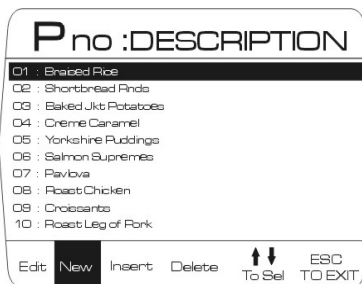 P no :DESCRIPTION
01 : Braised Rice
02 : Shortbread Rnds
03 : Baked Jkt Potatoes
04 : Creme Caramel
05 : Yorkshire Puddings
06 : Salmon Supremes
07 : Pavlova
08 : Roast Chicken
09 : Croissants
10 : Roast Leg of Pork
Edit New Insert Delete ⬆⬇ To Sel ESC TO EXIT